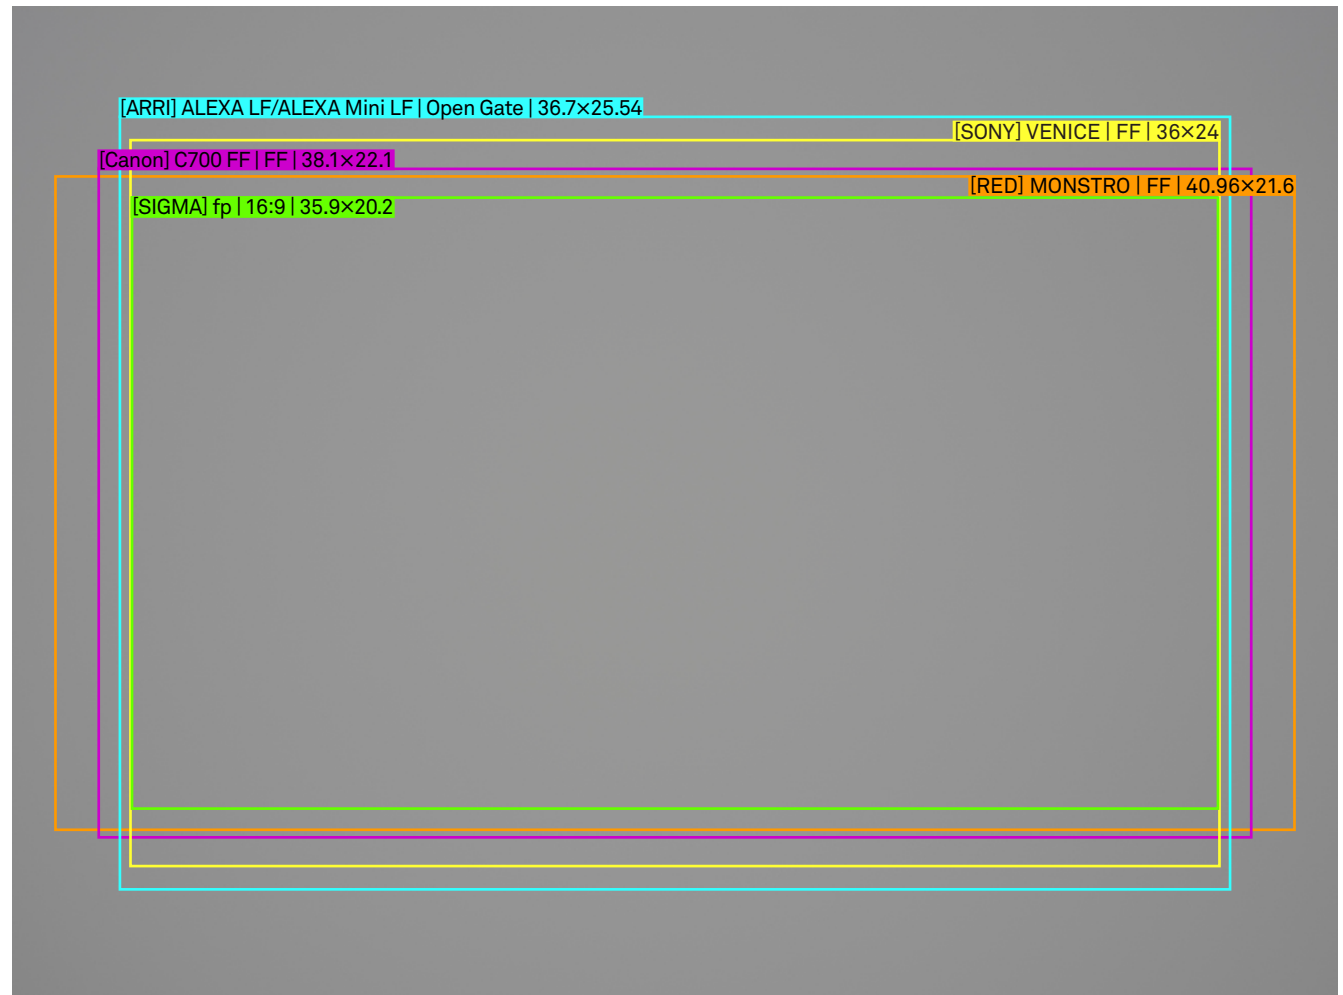 [ARRI] ALEXA LF/ALEXA Mini LF | Open Gate | 36.7×25.54
[SONY] VENICE | FF | 36×24
[Canon] C700 FF | FF | 38.1×22.1
[RED] MONSTRO | FF | 40.96×21.6
[SIGMA] fp | 16:9 | 35.9×20.2